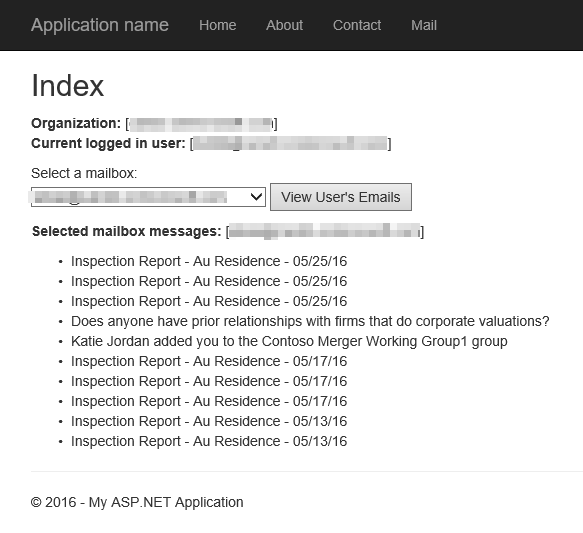 Application name Home About Contact Mail
Index
Organization: [ ]
Current logged in user: [ ]
Select a mailbox:
View User's Emails
Selected mailbox messages: [ ]
• Inspection Report - Au Residence - 05/25/16
• Inspection Report - Au Residence - 05/25/16
• Inspection Report - Au Residence - 05/25/16
• Does anyone have prior relationships with firms that do corporate valuations?
• Katie Jordan added you to the Contoso Merger Working Group1 group
• Inspection Report - Au Residence - 05/17/16
• Inspection Report - Au Residence - 05/17/16
• Inspection Report - Au Residence - 05/17/16
• Inspection Report - Au Residence - 05/13/16
• Inspection Report - Au Residence - 05/13/16
© 2016 - My ASP.NET Application